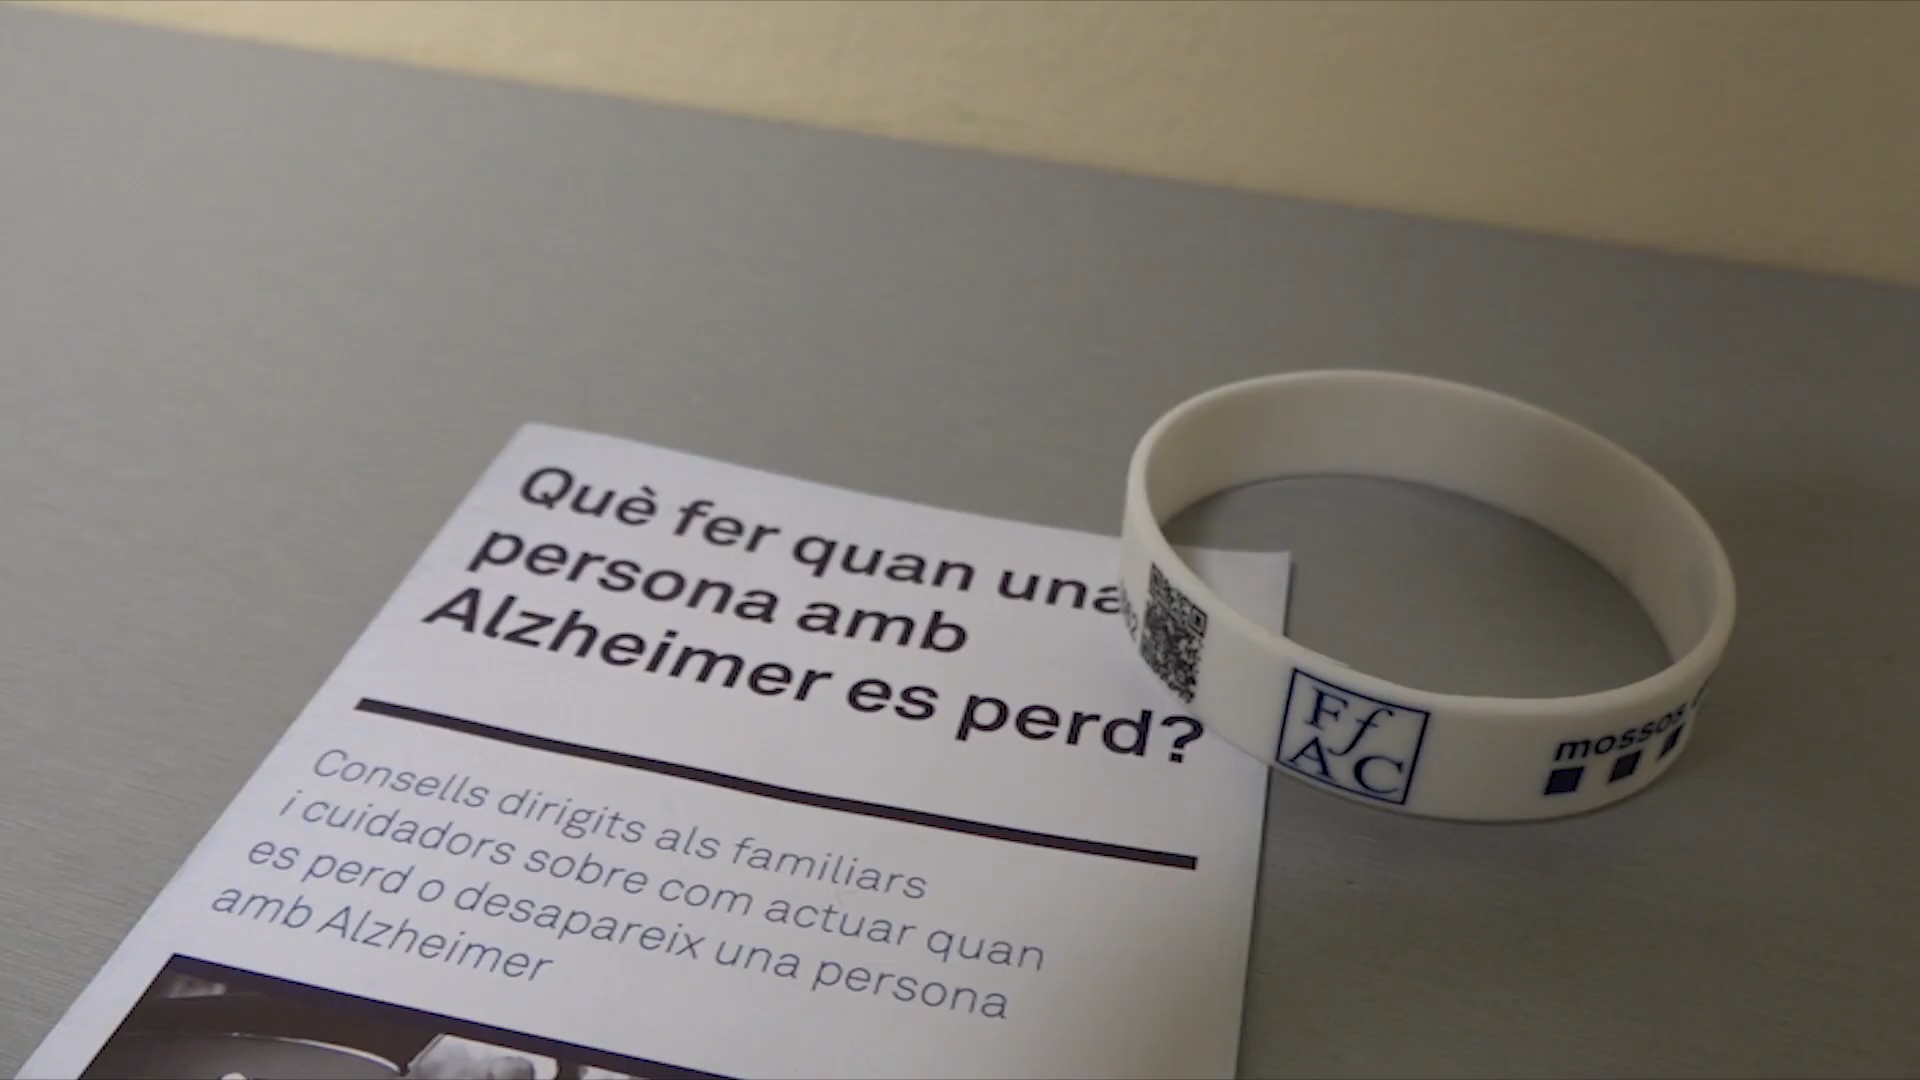 Què fer quan una
persona amb
Alzheimer es perd?
Consells dirigits als familiars
i cuidadors sobre com actuar quan
es perd o desapareix una persona
amb Alzheimer
FfAC
mossos